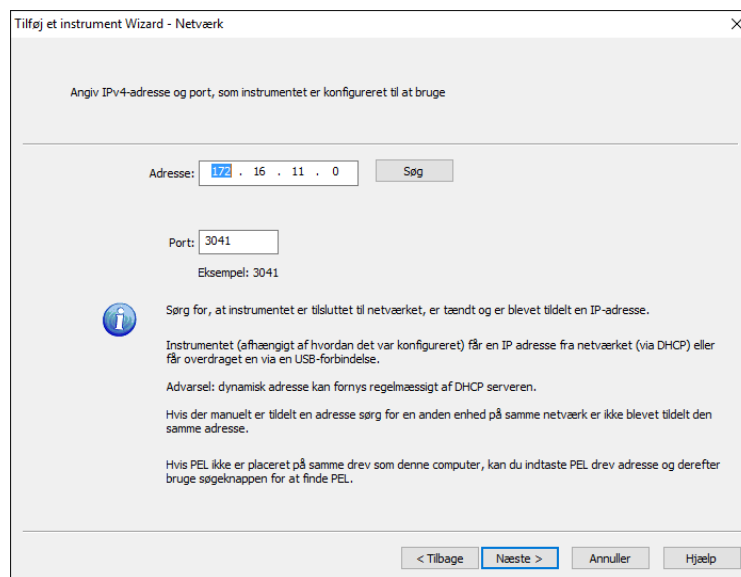 Tilføj et instrument Wizard - Netværk
Angiv IPv4-adresse og port, som instrumentet er konfigureret til at bruge
Adresse: 172 . 16 . 11 . 0 Søg
Port: 3041
Eksempel: 3041
Sørg for, at instrumentet er tilsluttet til netværket, er tændt og er blevet tildelt en IP-adresse.
Instrumentet (afhængigt af hvordan det var konfigureret) får en IP adresse fra netværket (via DHCP) eller
får overdraget en via en USB-forbindelse.
Advarsel: dynamisk adresse kan fornys regelmæssigt af DHCP serveren.
Hvis der manuelt er tildelt en adresse sørg for en anden enhed på samme netværk er ikke blevet tildelt den
samme adresse.
Hvis PEL ikke er placeret på samme drev som denne computer, kan du indtaste PEL drev adresse og derefter
bruge søgeknappen for at finde PEL.
< Tilbage Næste > Annuller Hjælp